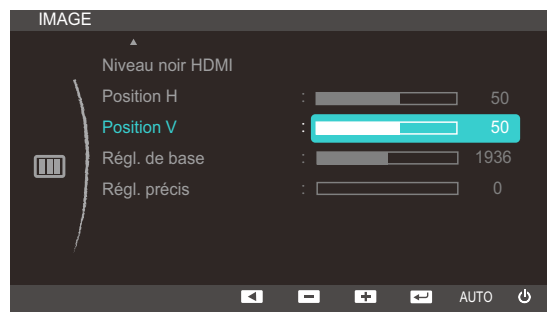 IMAGE
Niveau noir HDMI
Position H : 50
Position V : 50
Régl. de base : 1936
Régl. précis : 0
AUTO